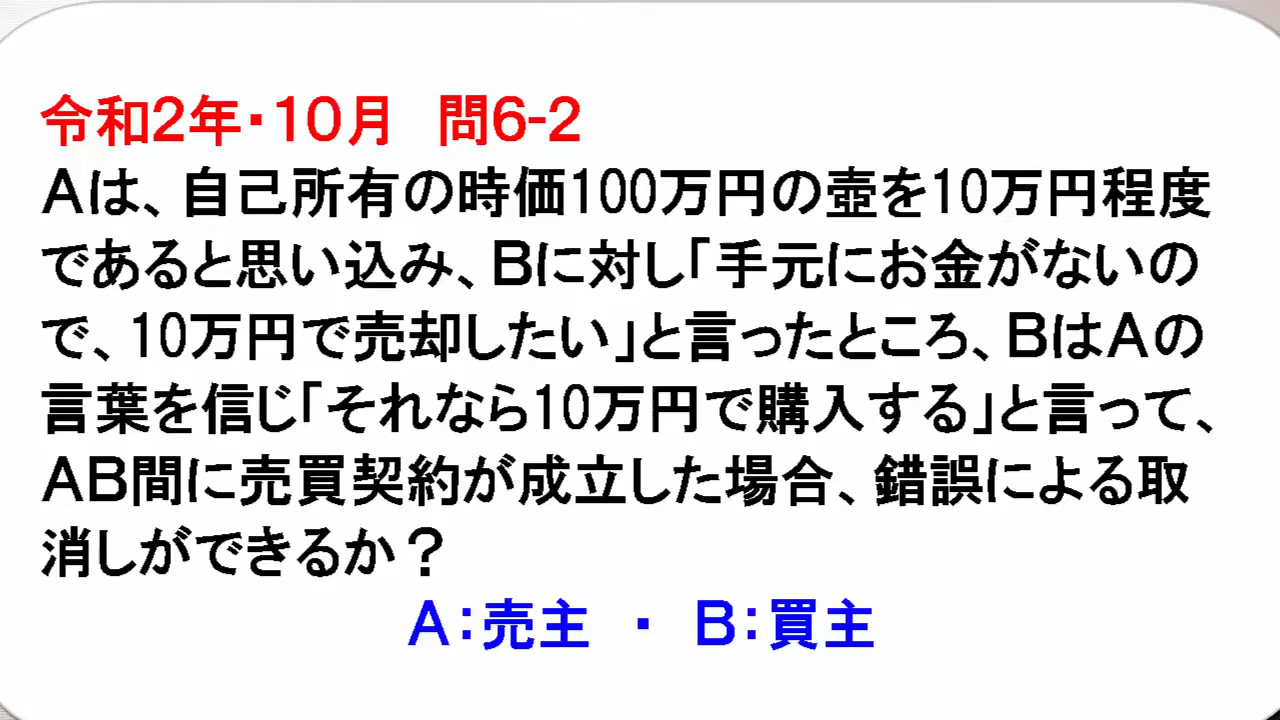 令和2年・10月　問6-2
Aは、自己所有の時価100万円の壺を10万円程度
であると思い込み、Bに対し「手元にお金がないの
で、10万円で売却したい」と言ったところ、BはAの
言葉を信じ「それなら10万円で購入する」と言って、
AB間に売買契約が成立した場合、錯誤による取
消しができるか？
A：売主　・　B：買主